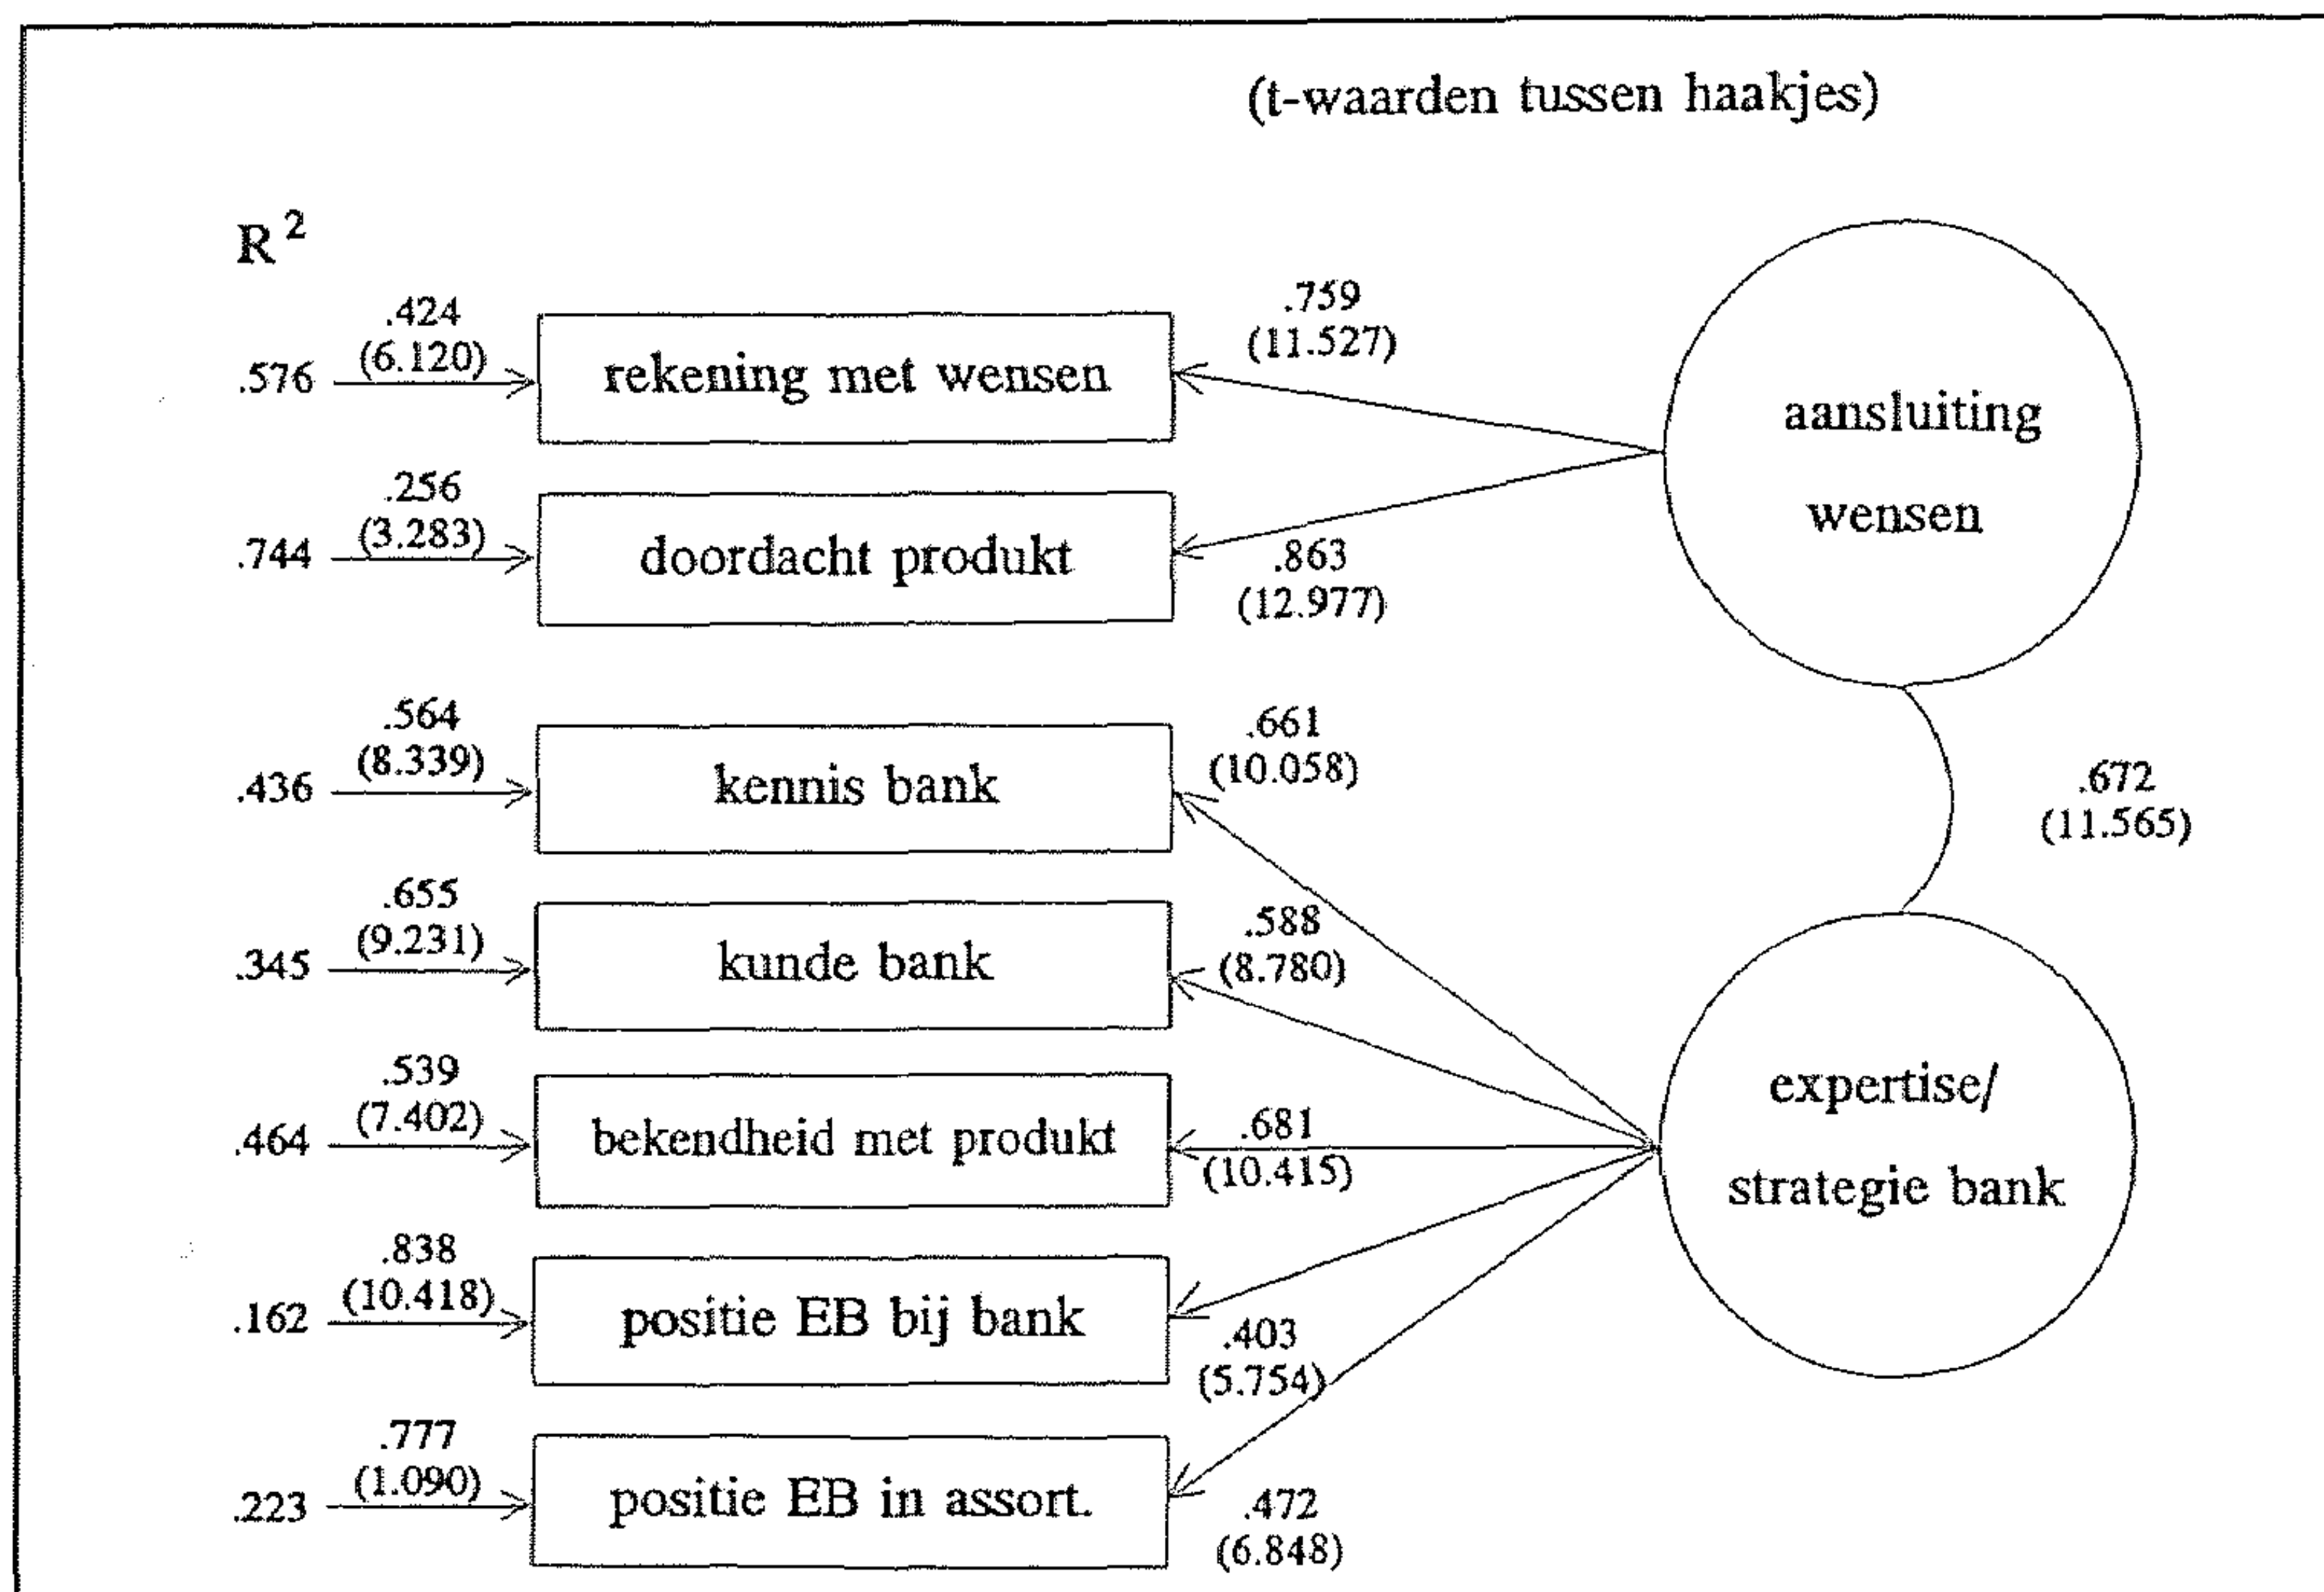 (t-waarden tussen haakjes)
R²
.424
(6.120)
.576
rekening met wensen
.759
(11.527)
aansluiting
wensen
.256
(3.283)
.744
doordacht produkt
.863
(12.977)
.564
(8.339)
.436
kennis bank
.661
(10.058)
.672
(11.565)
.655
(9.231)
.345
kunde bank
.588
(8.780)
.539
(7.402)
.464
bekendheid met produkt
.681
(10.415)
expertise/
strategie bank
.838
(10.418)
.162
positie EB bij bank
.403
(5.754)
.777
(1.090)
.223
positie EB in assort.
.472
(6.848)